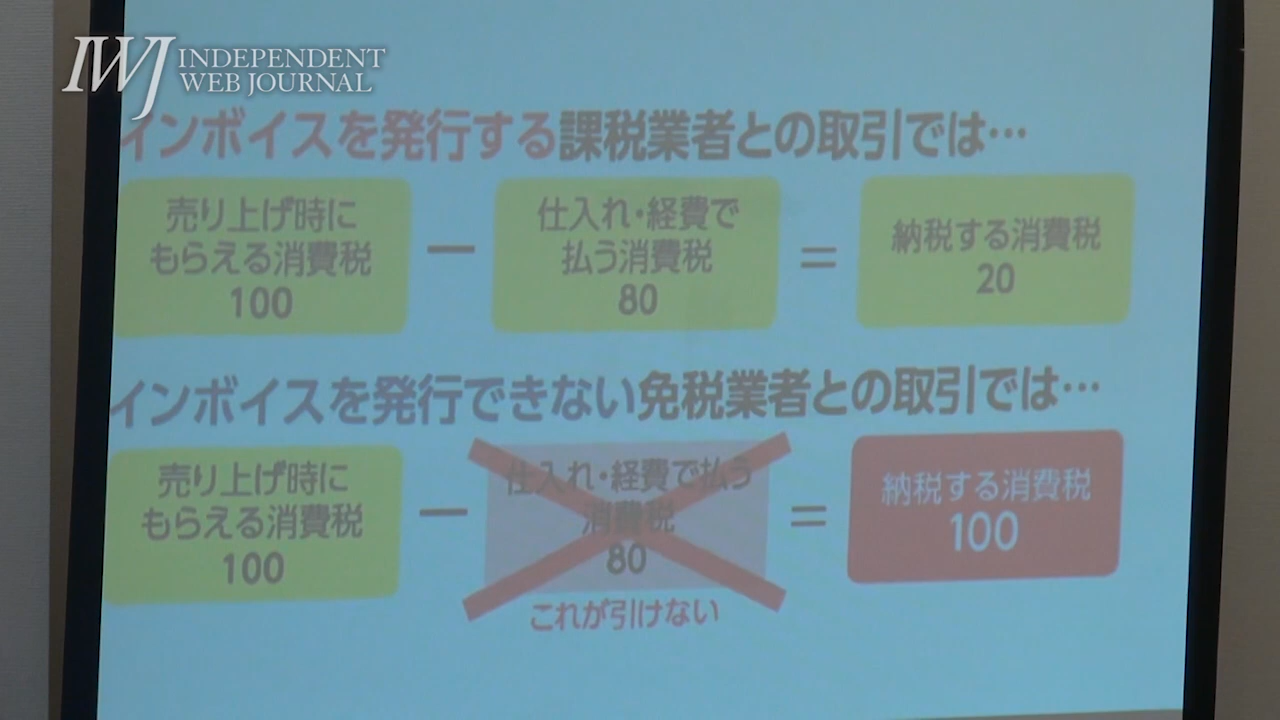 IWJ INDEPENDENT
WEB JOURNAL
インボイスを発行する課税業者との取引では…
売り上げ時に
もらえる消費税
100
－
仕入れ・経費で
払う消費税
80
＝
納税する消費税
20
インボイスを発行できない免税業者との取引では…
売り上げ時に
もらえる消費税
100
－
仕入れ・経費で払う
消費税
80
＝
納税する消費税
100
これが引けない